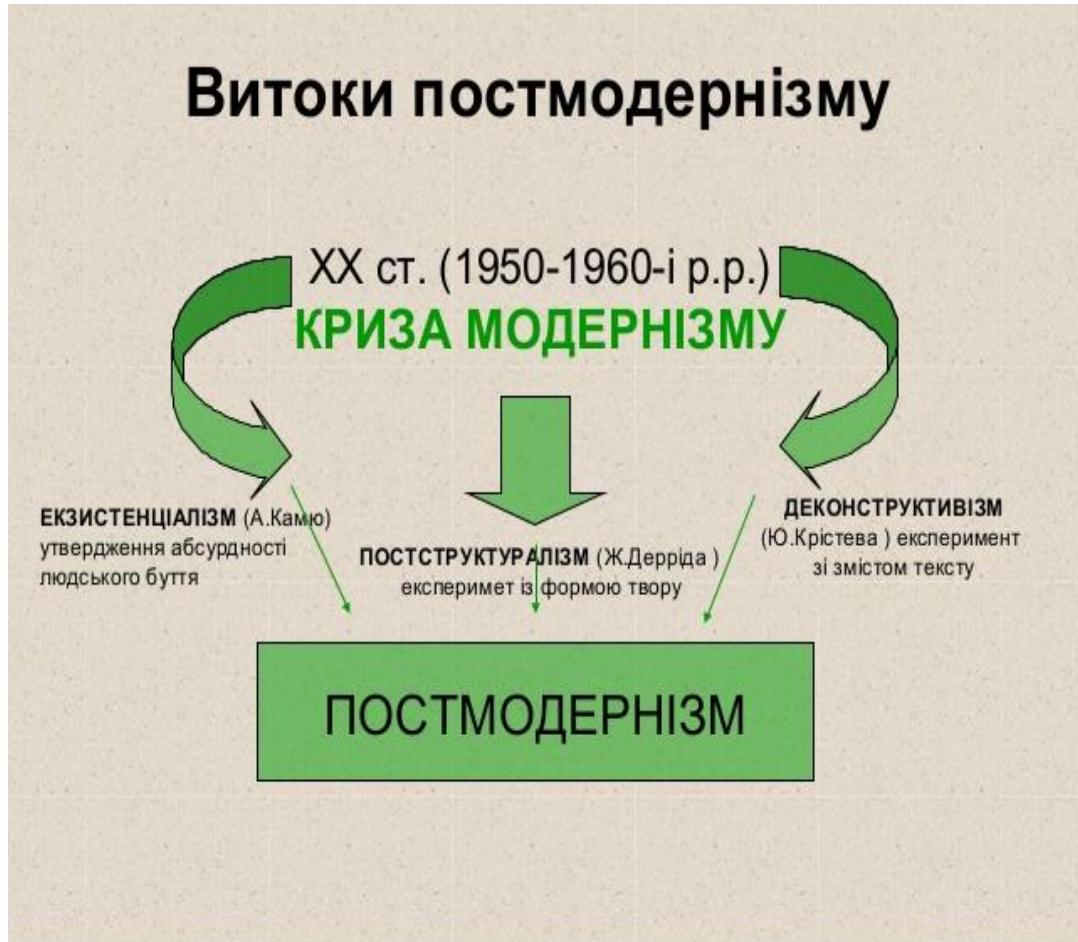 Витоки постмодернізму
ХХ ст. (1950-1960-і р.р.)
КРИЗА МОДЕРНІЗМУ
ЕКЗИСТЕНЦІАЛІЗМ (А.Камю)
утвердження абсурдності
людського буття
ПОСТСТРУКТУРАЛІЗМ (Ж.Дерріда )
експеримет із формою твору
ДЕКОНСТРУКТИВІЗМ
(Ю.Крістева ) експеримент
зі змістом тексту
ПОСТМОДЕРНІЗМ